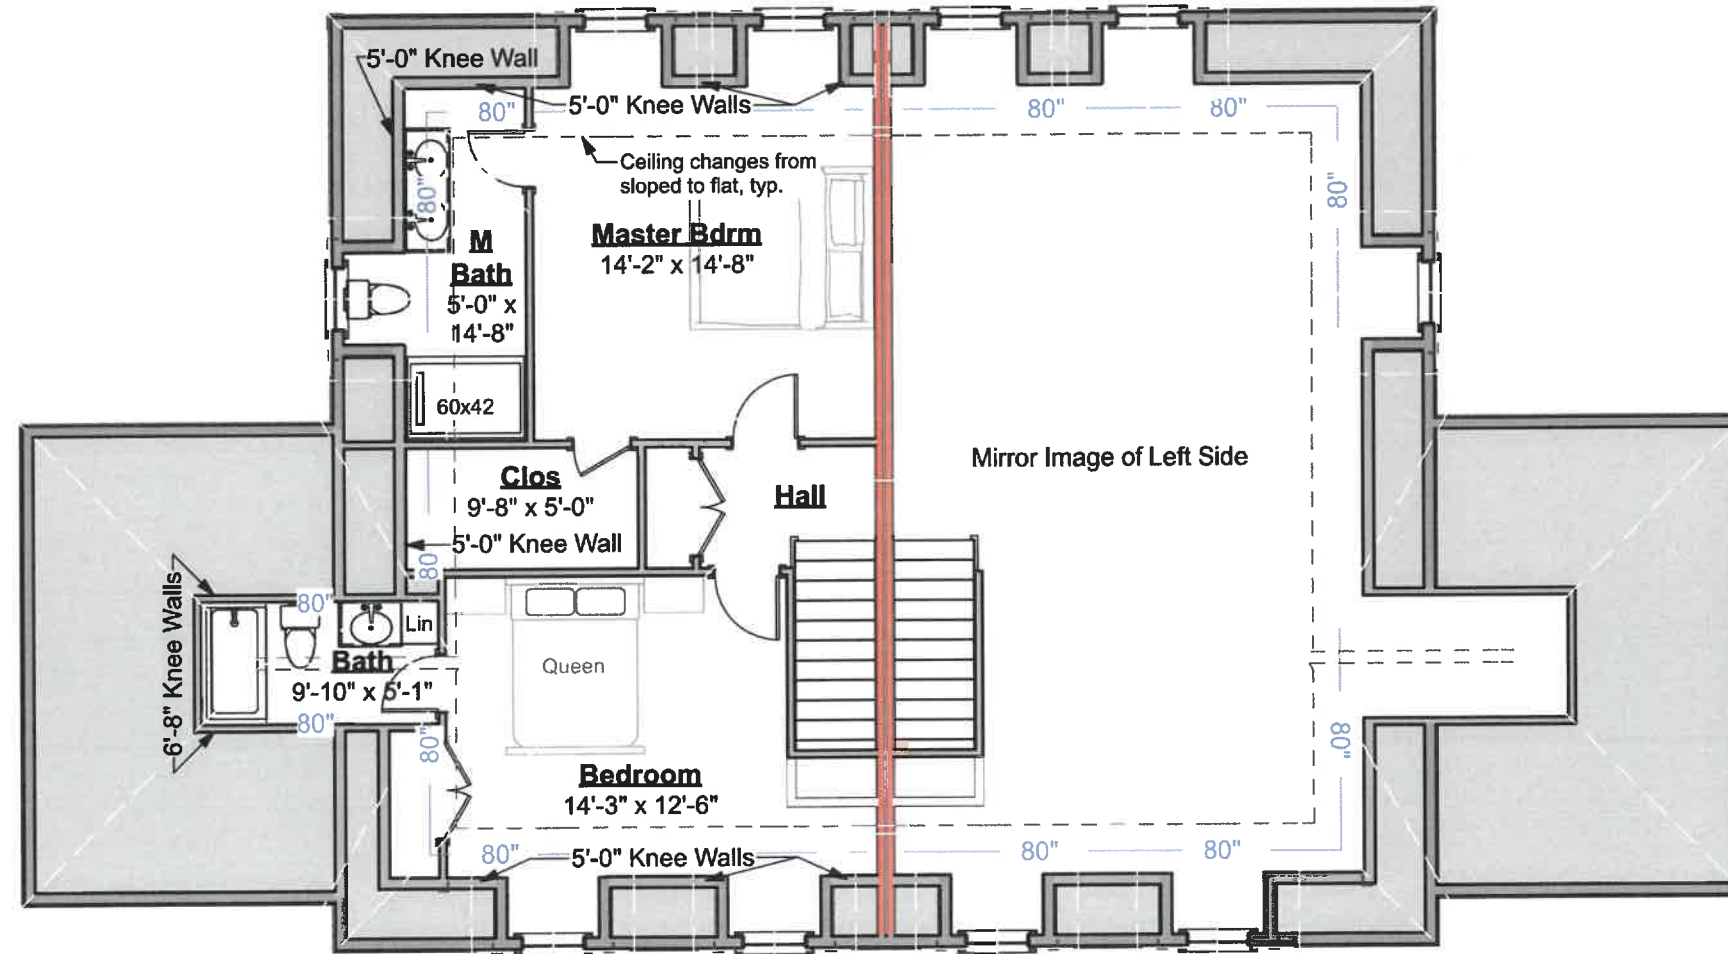 5'-0" Knee Wall
80"
5'-0" Knee Walls
80"
80"
Ceiling changes from
sloped to flat, typ.
80"
80"
M
Bath
5'-0" x
14'-8"
Master Bdrm
14'-2" x 14'-8"
60x42
Mirror Image of Left Side
Clos
9'-8" x 5'-0"
Hall
5'-0" Knee Wall
80
6'-8" Knee Walls
80"
Lin
Bath
9'-10" x 5'-1"
80"
Queen
80"
80"
Bedroom
14'-3" x 12'-6"
80"
5'-0" Knee Walls
80"
80"